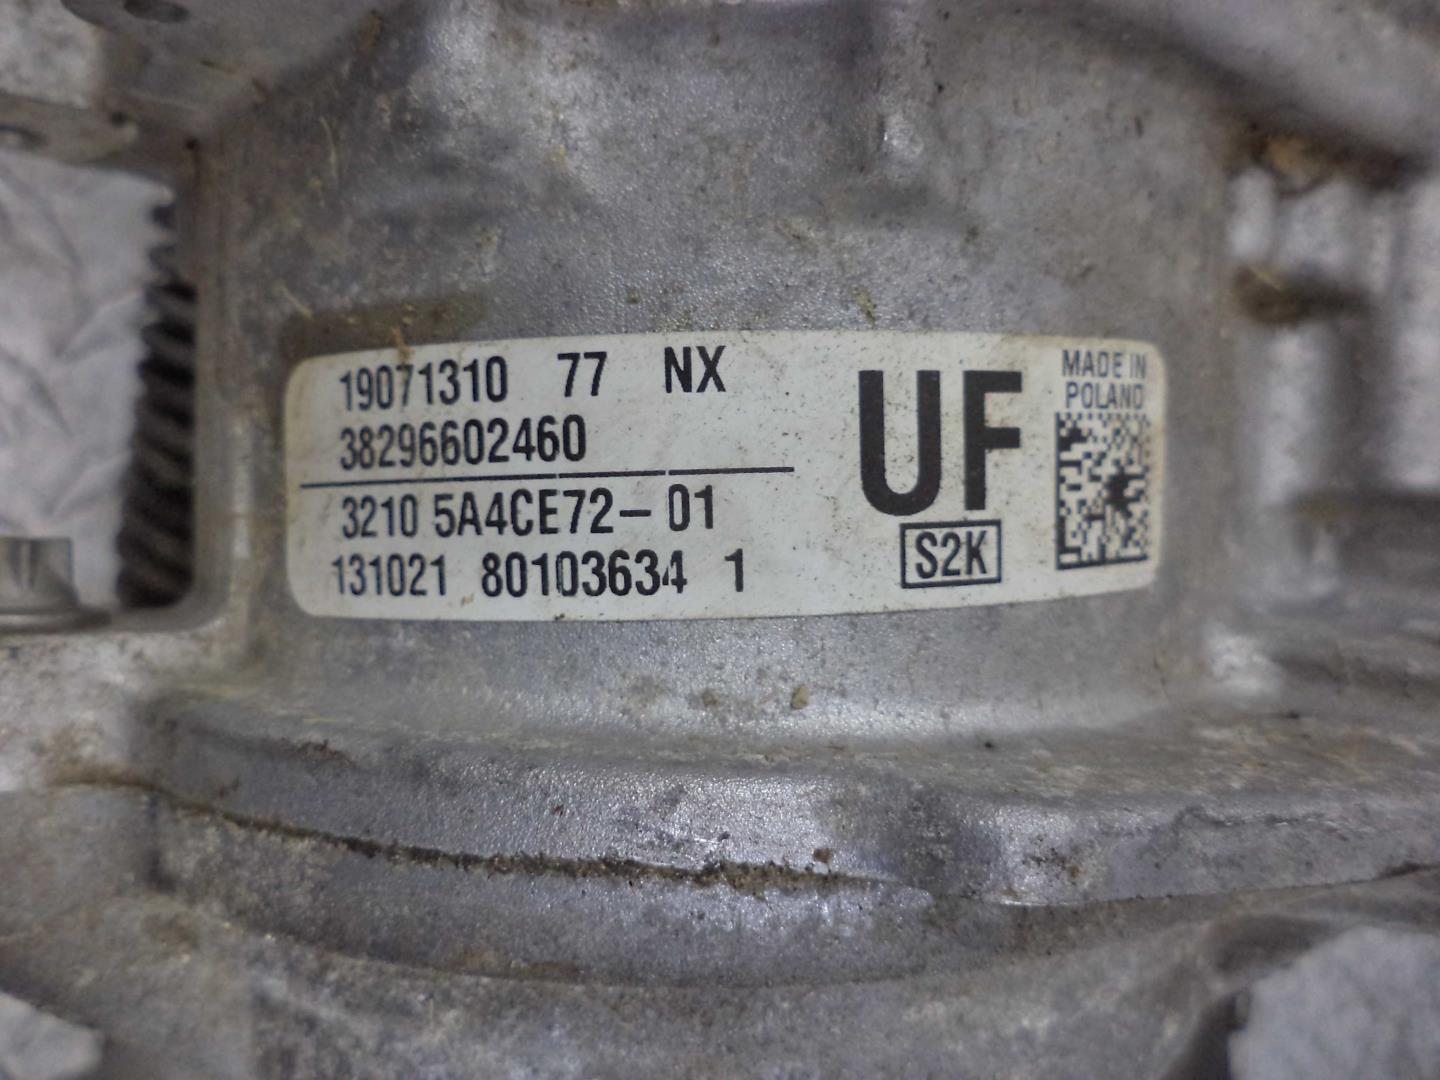 19071310 77 NX
38296602460
3210 5A4CE72-01
131021 80103634 1
UF
S2K
MADE IN
POLAND